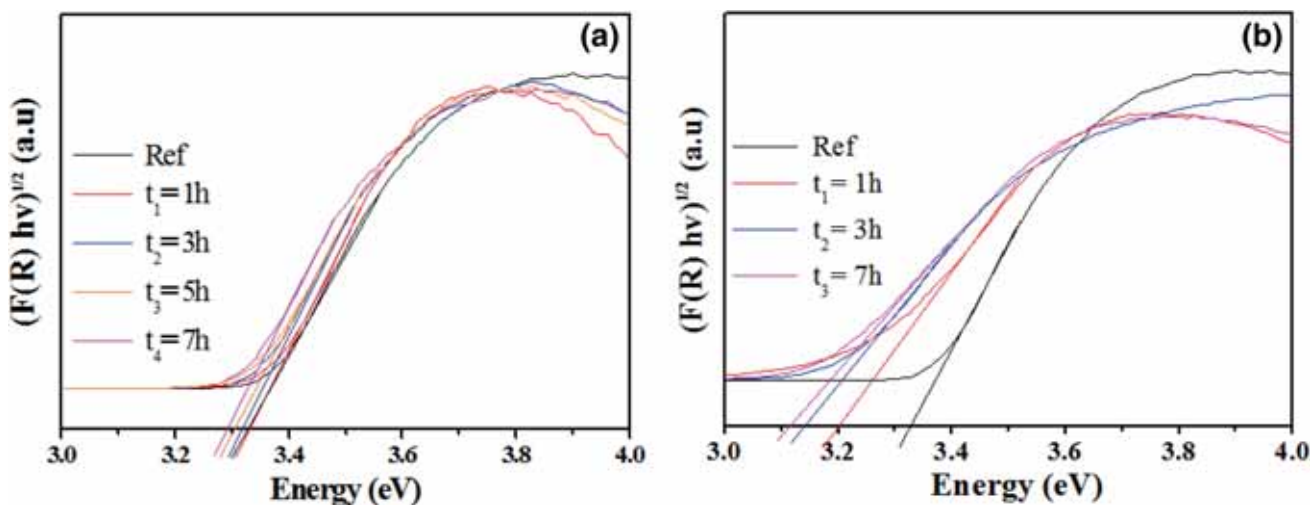 (a)
(F(R) hv)^1/2 (a.u)
Ref
t₁=1h
t₂=3h
t₃=5h
t₄=7h
3.0 3.2 3.4 3.6 3.8 4.0
Energy (eV)
(b)
(F(R) hv)^1/2 (a.u)
Ref
t₁= 1h
t₂= 3h
t₃= 7h
3.0 3.2 3.4 3.6 3.8 4.0
Energy (eV)